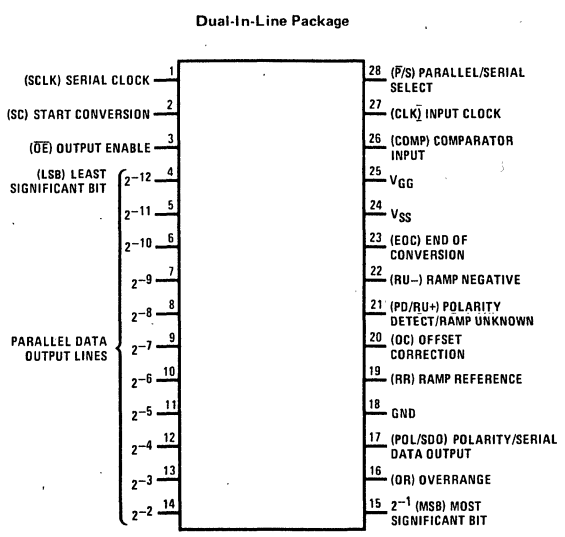 Dual-In-Line Package
(SCLK) SERIAL CLOCK 1
(SC) START CONVERSION 2
(O̅E̅) OUTPUT ENABLE 3
(LSB) LEAST
SIGNIFICANT BIT
2−12 4
2−11 5
2−10 6
2−9 7
2−8 8
PARALLEL DATA
OUTPUT LINES
2−7 9
2−6 10
2−5 11
2−4 12
2−3 13
2−2 14
28 (P̅/S) PARALLEL/SERIAL
SELECT
27 (CLK) INPUT CLOCK
26 (COMP) COMPARATOR
INPUT
25 VGG
24 VSS
23 (EOC) END OF
CONVERSION
22 (RU−) RAMP NEGATIVE
21 (PD/RU+) POLARITY
DETECT/RAMP UNKNOWN
20 (OC) OFFSET
CORRECTION
19 (RR) RAMP REFERENCE
18 GND
17 (POL/SDO) POLARITY/SERIAL
DATA OUTPUT
16 (OR) OVERRANGE
15 2−1 (MSB) MOST
SIGNIFICANT BIT